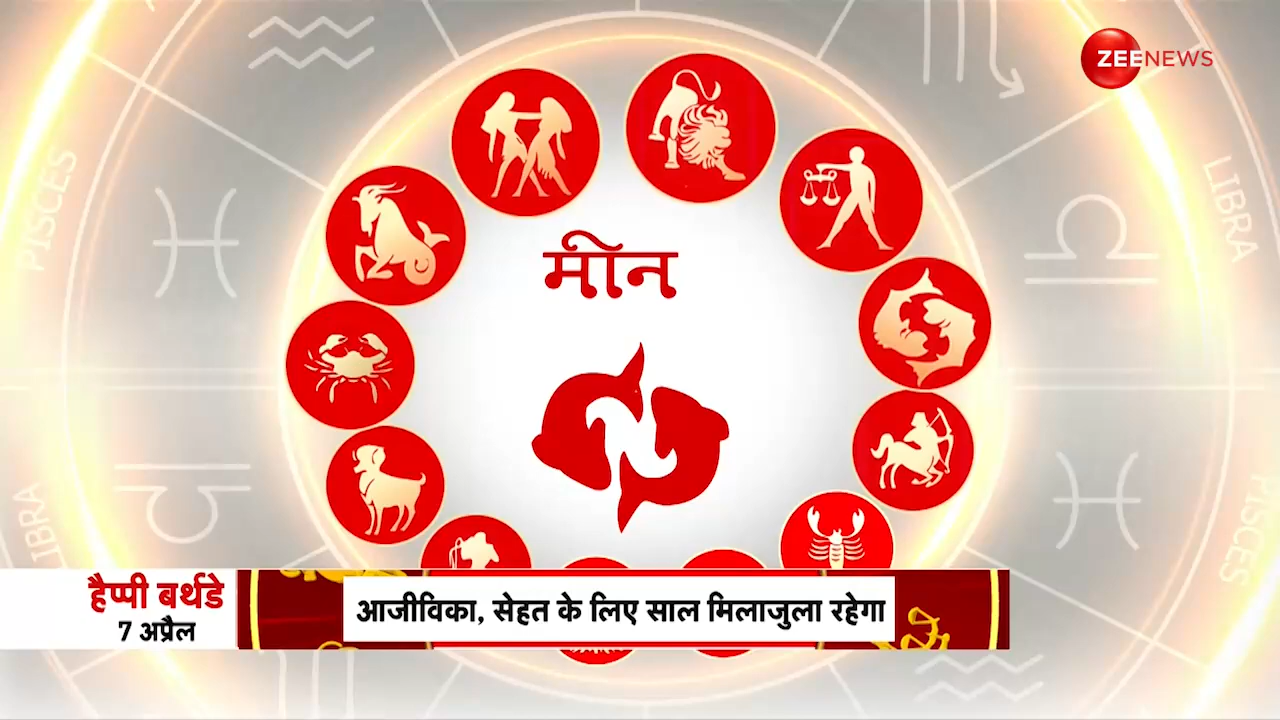 ZEENEWS
PISCES
LIBRA
मीन
LIBRA
PISCES
हैप्पी बर्थडे
7 अप्रैल
आजीविका, सेहत के लिए साल मिलाजुला रहेगा